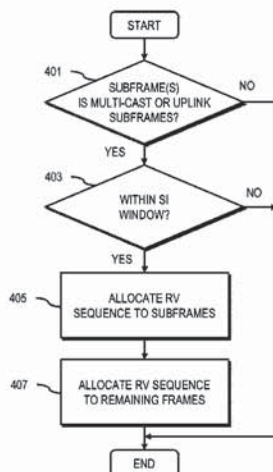 START
401
SUBFRAME(S)
IS MULTI-CAST OR UPLINK
SUBFRAMES?
NO
YES
403
WITHIN SI
WINDOW?
NO
YES
405
ALLOCATE RV
SEQUENCE TO SUBFRAMES
407
ALLOCATE RV SEQUENCE
TO REMAINING FRAMES
END